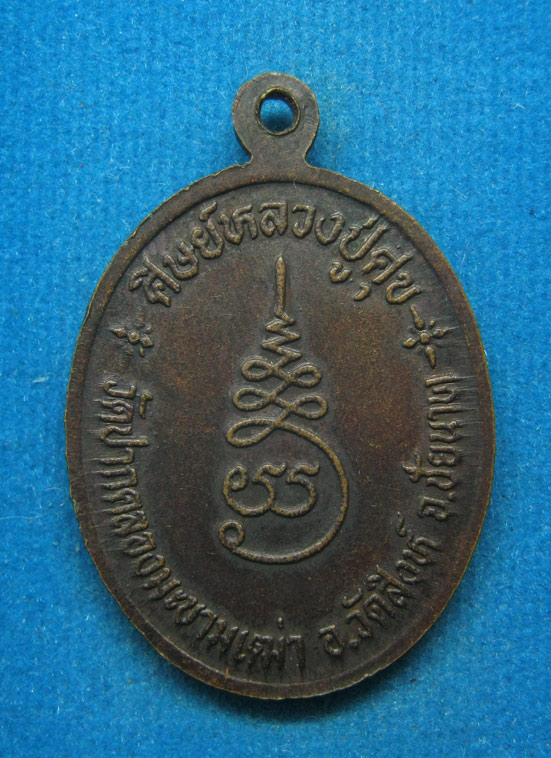 ศิษย์หลวงปู่ศุข
วัดปากคลองมะขามเฒ่า อ.วัดสิงห์ จ.ชัยนาท